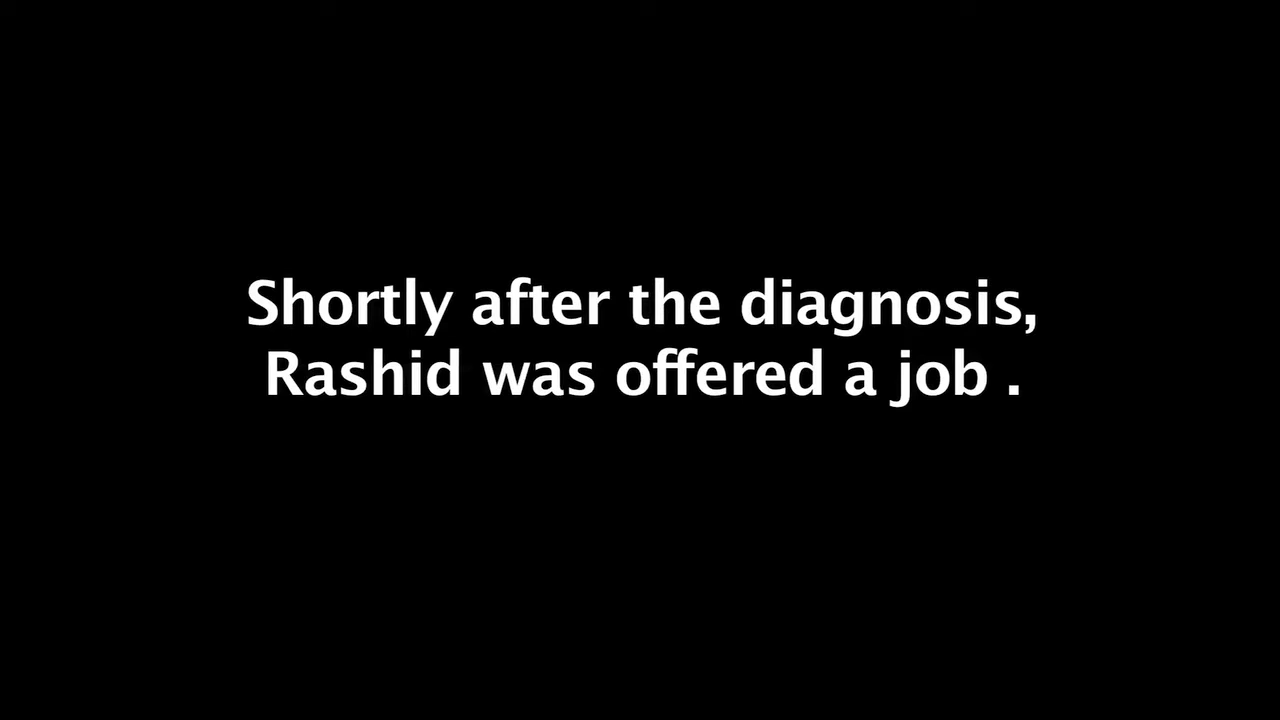 Shortly after the diagnosis,
Rashid was offered a job .